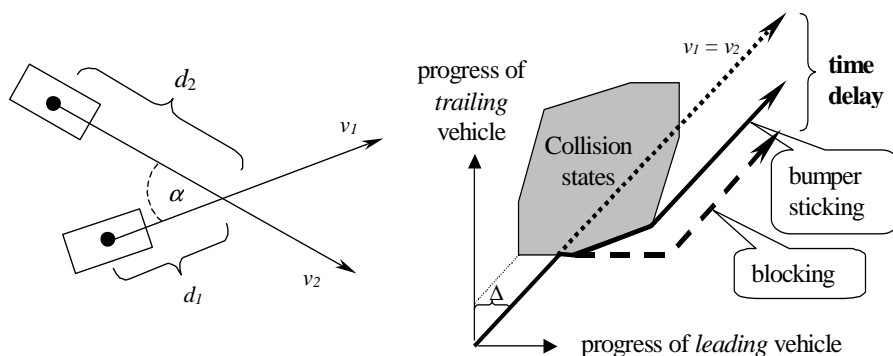 d2
v1
α
d1
v2
progress of
trailing
vehicle
v1 = v2
time
delay
Collision
states
bumper
sticking
blocking
Δ
progress of leading vehicle